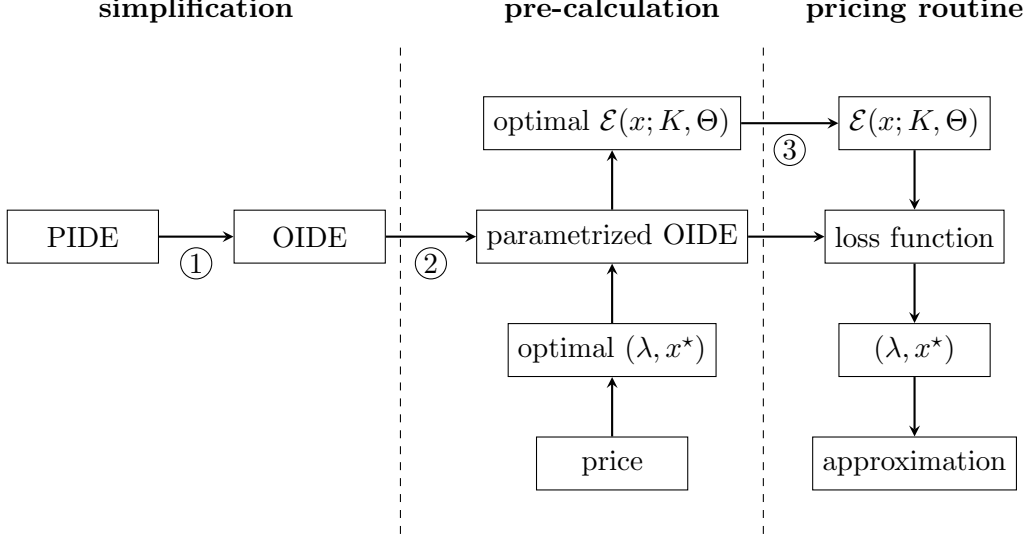 simplification
pre-calculation
pricing routine
optimal ℰ(x; K, Θ)
ℰ(x; K, Θ)
③
PIDE
OIDE
parametrized OIDE
loss function
①
②
optimal (λ, x⋆)
(λ, x⋆)
price
approximation